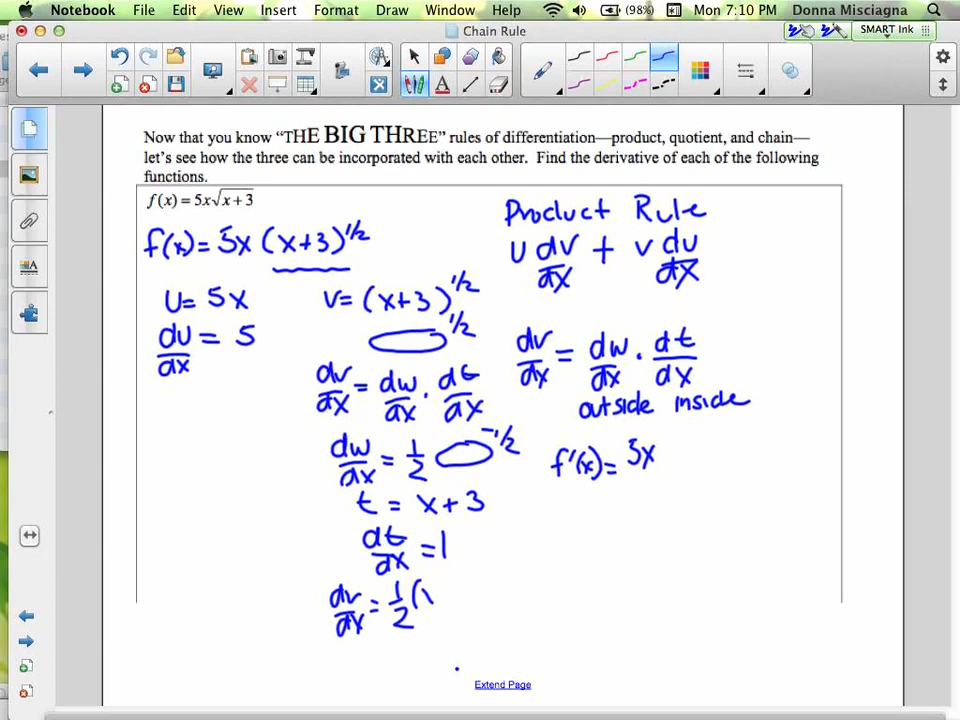 Notebook File Edit View Insert Format Draw Window Help (98%) Mon 7:10 PM Donna Misciagna
Chain Rule
SMART Ink
Now that you know “THE BIG THREE” rules of differentiation—product, quotient, and chain—
let’s see how the three can be incorporated with each other. Find the derivative of each of the following
functions.
f(x) = 5x√(x+3)
f(x) = 5x (x+3)^1/2
U = 5x
du/dx = 5
V = (x+3)^1/2
1/2
dv/dx = dw/dx · dt/dx
dw/dx = 1/2 -1/2
t = x+3
dt/dx = 1
dv/dx = 1/2 (
Product Rule
U dv/dx + V du/dx
dv/dx = dw/dx · dt/dx
outside inside
f'(x) = 5x
Extend Page